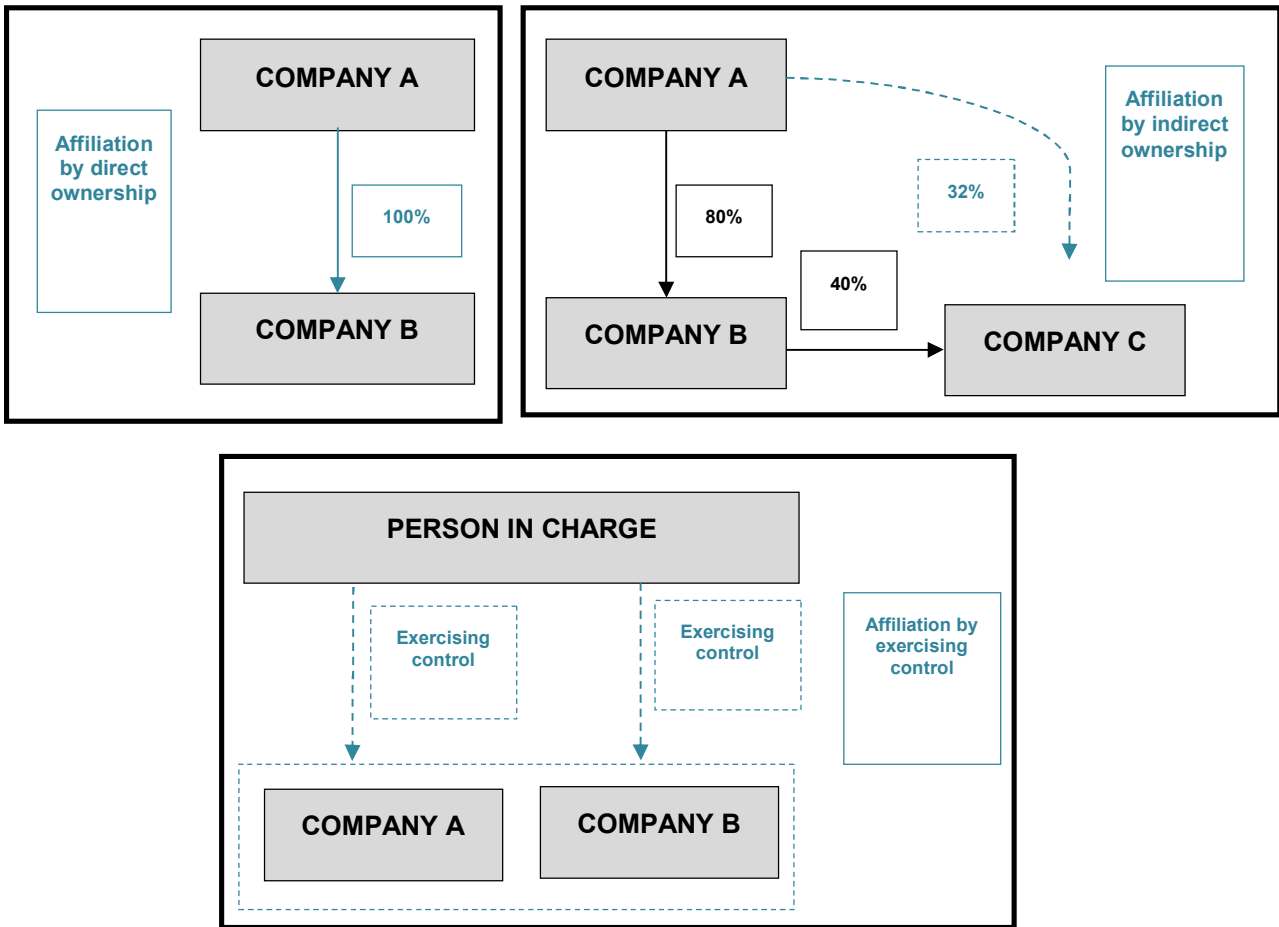 COMPANY A
Affiliation
by direct
ownership
100%
COMPANY B
COMPANY A
Affiliation
by indirect
ownership
32%
80%
40%
COMPANY B
COMPANY C
PERSON IN CHARGE
Exercising
control
Exercising
control
Affiliation by
exercising
control
COMPANY A
COMPANY B